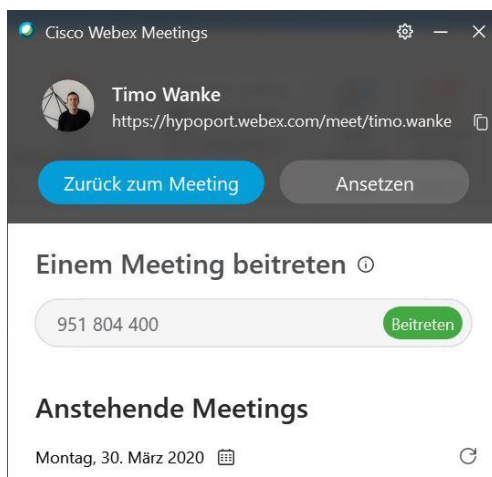 Cisco Webex Meetings
Timo Wanke
https://hypoport.webex.com/meet/timo.wanke
Zurück zum Meeting
Ansetzen
Einem Meeting beitreten
951 804 400
Beitreten
Anstehende Meetings
Montag, 30. März 2020